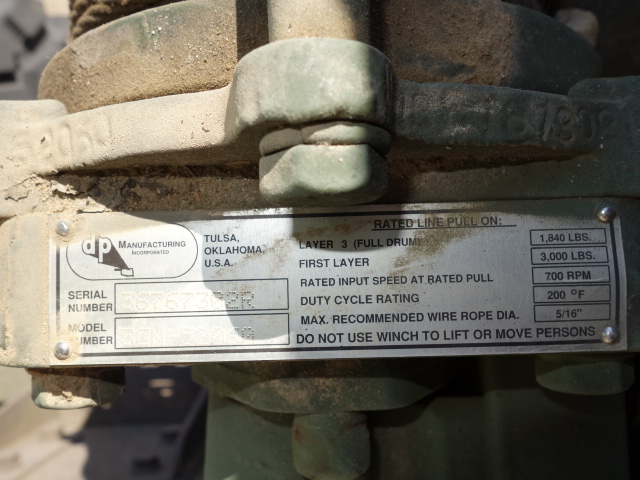 dp MANUFACTURING
INCORPORATED
TULSA,
OKLAHOMA,
U.S.A.
SERIAL
NUMBER
MODEL
NUMBER
RATED LINE PULL ON:
LAYER 3 (FULL DRUM) 1,840 LBS.
FIRST LAYER 3,000 LBS.
RATED INPUT SPEED AT RATED PULL 700 RPM
DUTY CYCLE RATING 200 °F
MAX. RECOMMENDED WIRE ROPE DIA. 5/16"
DO NOT USE WINCH TO LIFT OR MOVE PERSONS